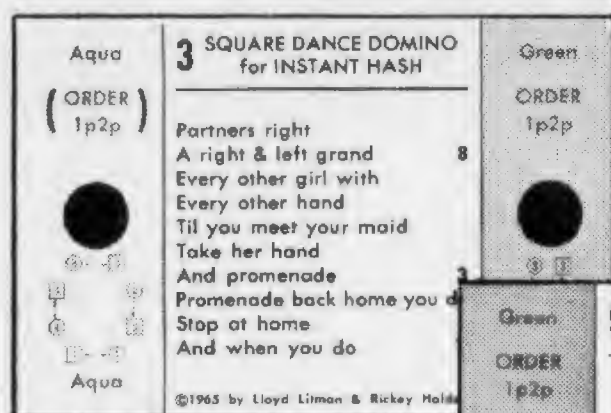 Aqua
( ORDER
1p2p )
Aqua
3 SQUARE DANCE DOMINO
for INSTANT HASH
Partners right
A right & left grand 8
Every other girl with
Every other hand
Til you meet your maid
Take her hand
And promenade 3
Promenade back home you d
Stop at home
And when you do
©1965 by Lloyd Litman & Rickey Hold
Green
ORDER
1p2p
Green
ORDER
1p2p